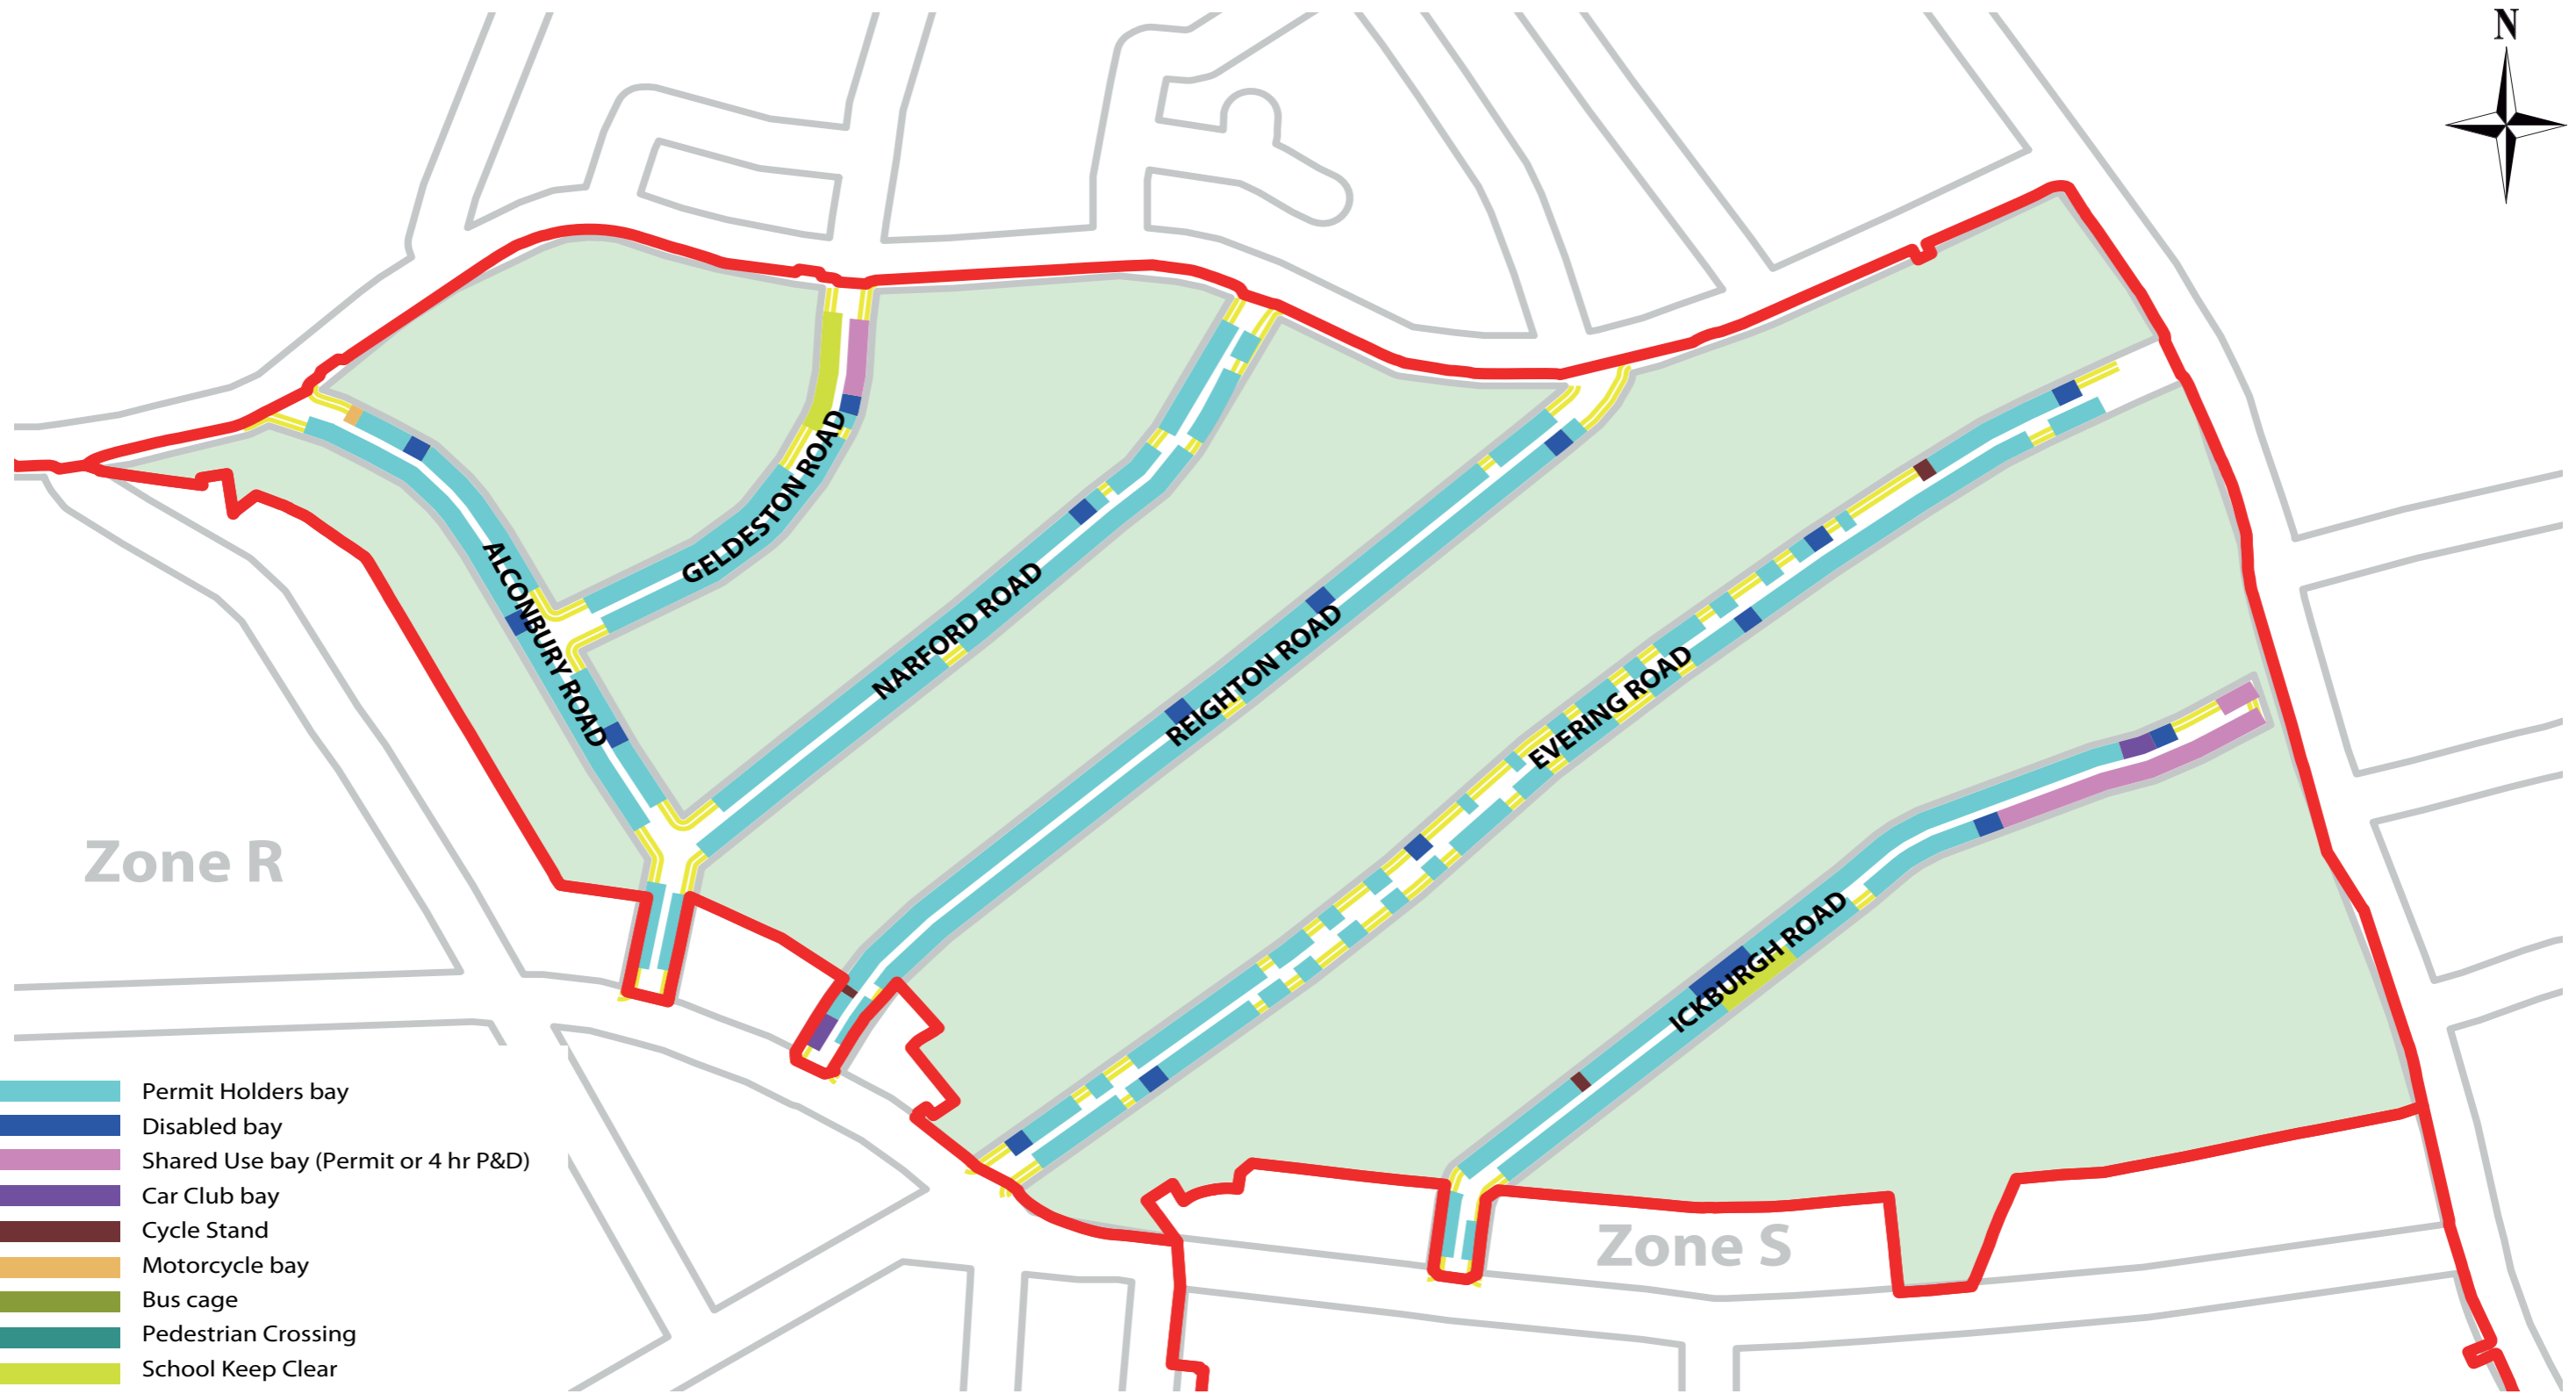 N
GELDESTON ROAD
ALCONBURY ROAD
NARFORD ROAD
REIGHTON ROAD
EVERING ROAD
ICKBURGH ROAD
Zone R
Zone S
Permit Holders bay
Disabled bay
Shared Use bay (Permit or 4 hr P&D)
Car Club bay
Cycle Stand
Motorcycle bay
Bus cage
Pedestrian Crossing
School Keep Clear